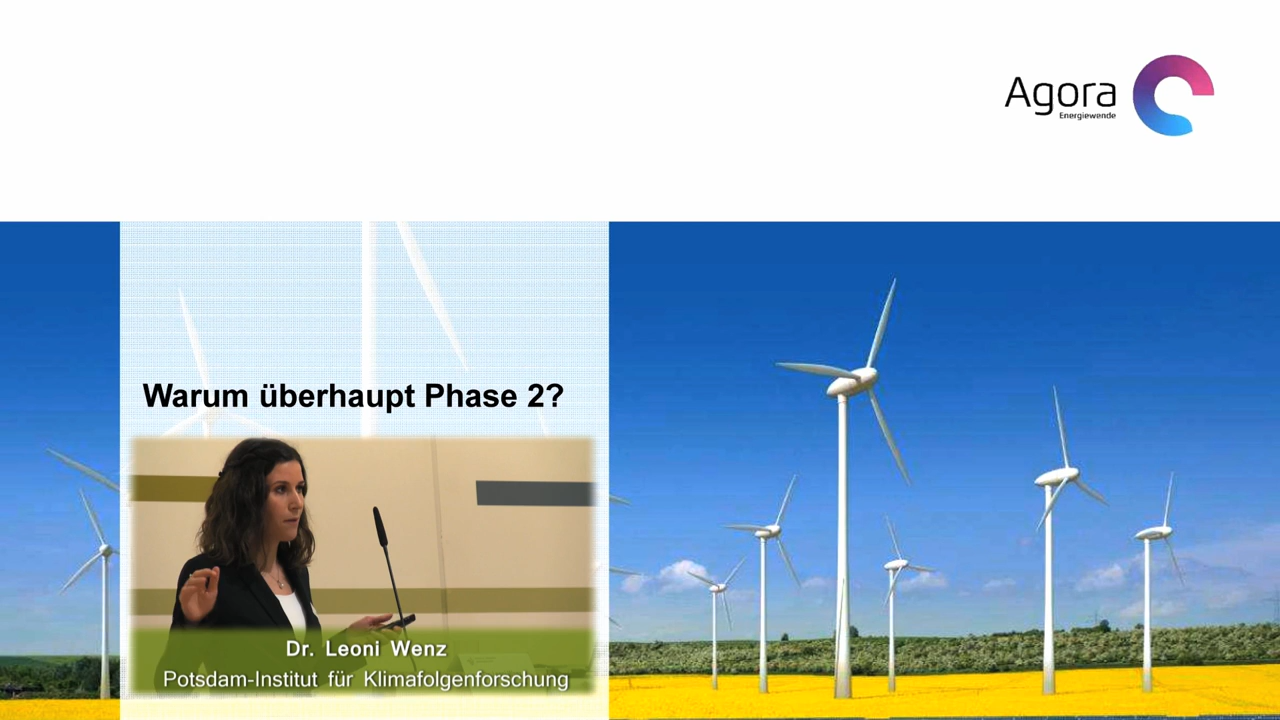 Agora
Energiewende
Warum überhaupt Phase 2?
Dr. Leoni Wenz
Potsdam-Institut für Klimafolgenforschung